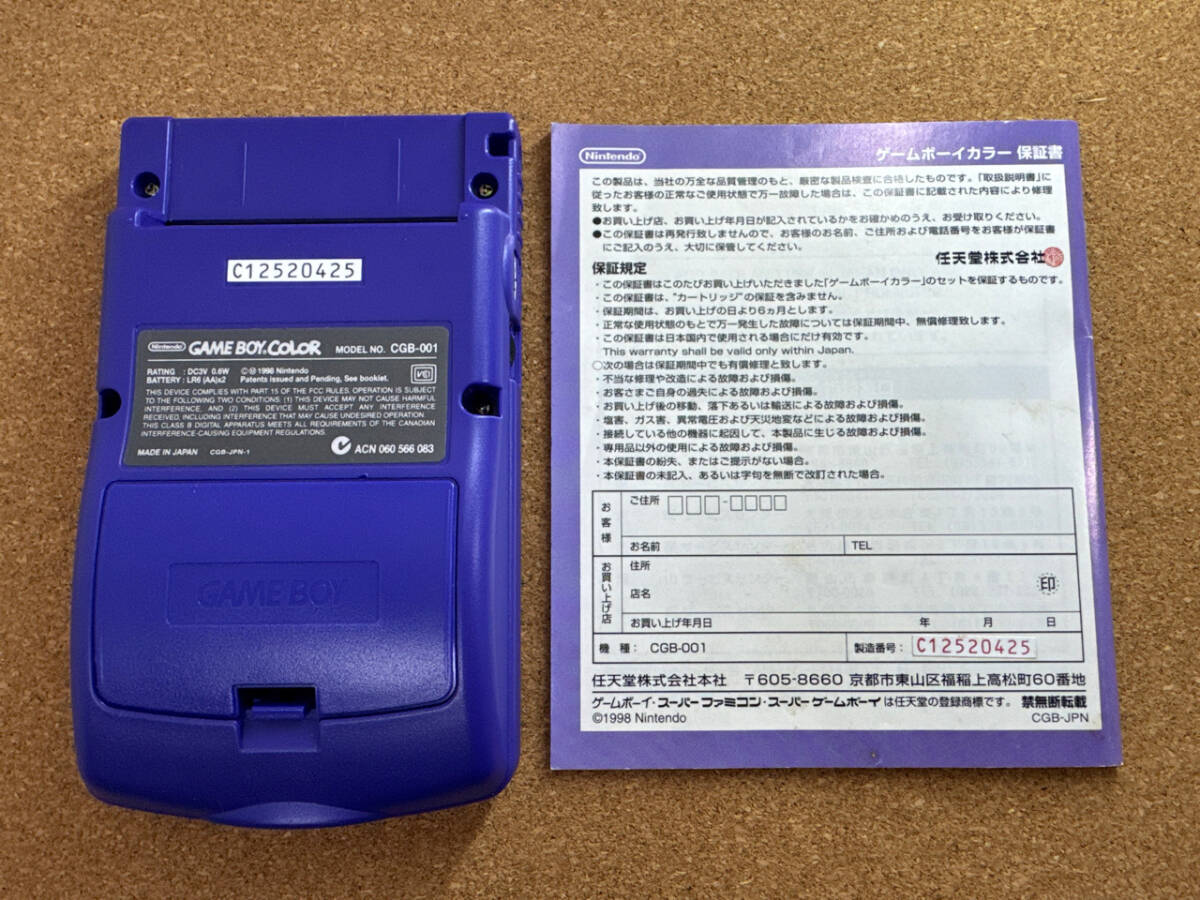 C12520425
Nintendo GAME BOY COLOR MODEL NO. CGB-001
RATING : DC3V 0.6W ©Ⓜ1998 Nintendo
BATTERY : LR6 (AA)x2 Patents issued and Pending, See booklet.
VCI
THIS DEVICE COMPLIES WITH PART 15 OF THE FCC RULES. OPERATION IS SUBJECT
TO THE FOLLOWING TWO CONDITIONS: (1) THIS DEVICE MAY NOT CAUSE HARMFUL
INTERFERENCE, AND (2) THIS DEVICE MUST ACCEPT ANY INTERFERENCE
RECEIVED, INCLUDING INTERFERENCE THAT MAY CAUSE UNDESIRED OPERATION.
THIS CLASS B DIGITAL APPARATUS MEETS ALL REQUIREMENTS OF THE CANADIAN
INTERFERENCE-CAUSING EQUIPMENT REGULATIONS.
MADE IN JAPAN CGB-JPN-1 ACN 060 566 083
GAME BOY
Nintendo ゲームボーイカラー 保証書
この製品は、当社の万全な品質管理のもと、厳密な製品検査に合格したものです。「取扱説明書」に
従ったお客様の正常なご使用状態で万一故障した場合は、この保証書に記載された内容により修理
致します。
●お買い上げ店、お買い上げ年月日が記入されているかをお確かめのうえ、お受け取りください。
●この保証書は再発行致しませんので、お客様のお名前、ご住所および電話番号をお客様が保証書
にご記入のうえ、大切に保管してください。
任天堂株式会社
保証規定
・この保証書はこのたびお買い上げいただきました「ゲームボーイカラー」のセットを保証するものです。
・この保証書は、“カートリッジ”の保証を含みません。
・保証期間は、お買い上げの日より6ヵ月とします。
・正常な使用状態のもとで万一発生した故障については保証期間中、無償修理致します。
・この保証書は日本国内で使用される場合にだけ有効です。
This warranty shall be valid only within Japan.
○次の場合は保証期間中でも有償修理と致します。
・不当な修理や改造による故障および損傷。
・お客さまご自身の過失による故障および損傷。
・お買い上げ後の移動、落下あるいは輸送による故障および損傷。
・塩害、ガス害、異常電圧および天災地変などによる故障および損傷。
・接続している他の機器に起因して、本製品に生じる故障および損傷。
・専用品以外の使用による故障および損傷。
・本保証書の紛失、またはご提示がない場合。
・本保証書の未記入、あるいは字句を無断で改訂された場合。
お客様 ご住所 □□□-□□□□
お名前 TEL
お買い上げ店 住所
店名 印
お買い上げ年月日 年 月 日
機種: CGB-001 製造番号: C12520425
任天堂株式会社本社 〒605-8660 京都市東山区福稲上高松町60番地
ゲームボーイ・スーパーファミコン・スーパーゲームボーイは任天堂の登録商標です。 禁無断転載
©1998 Nintendo CGB-JPN